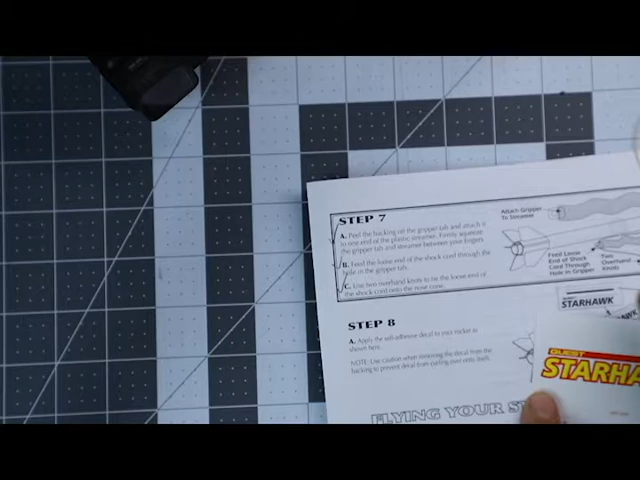 STEP 7
A. Peel the backing off the gripper tab and attach it
to one end of the plastic streamer. Firmly squeeze
the gripper tab and streamer between your fingers
B. Feed the loose end of the shock cord through the
hole in the gripper tab.
C. Use two overhand knots to tie the loose end of
the shock cord onto the nose cone.
Attach Gripper
To Streamer
Feed Loose
End of Shock
Cord Through
Hole in Gripper
Two
Overhand
Knots
STEP 8
A. Apply the self-adhesive decal to your rocket as
shown here.
NOTE: Use caution when removing the decal from the
backing to prevent decal from curling over onto itself.
STARHAWK
QUEST
STARHA
FLYING YOUR